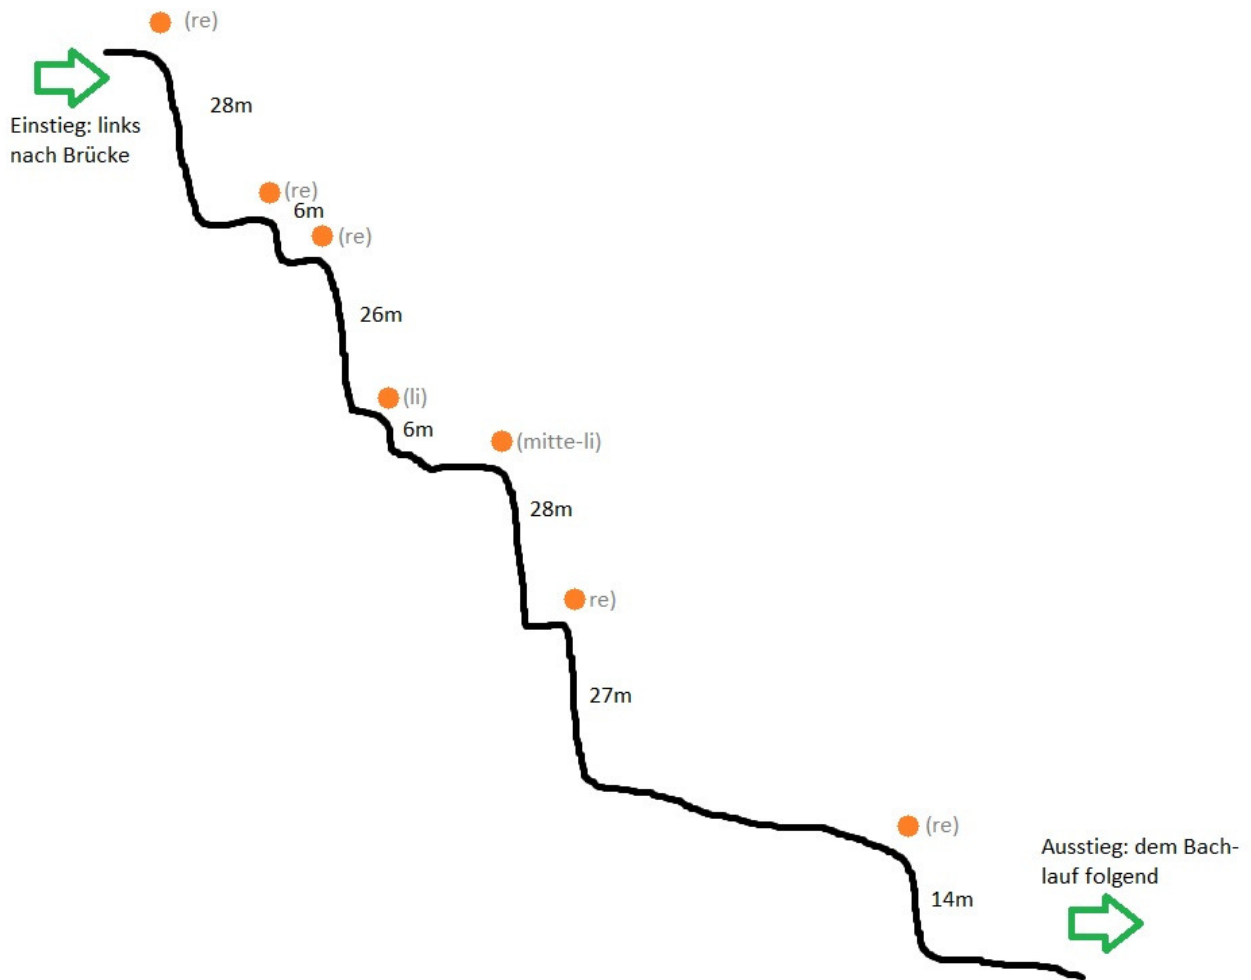 (re)
28m
Einstieg: links
nach Brücke
(re)
6m
(re)
26m
(li)
6m
(mitte-li)
28m
re)
27m
(re)
Ausstieg: dem Bach-
lauf folgend
14m